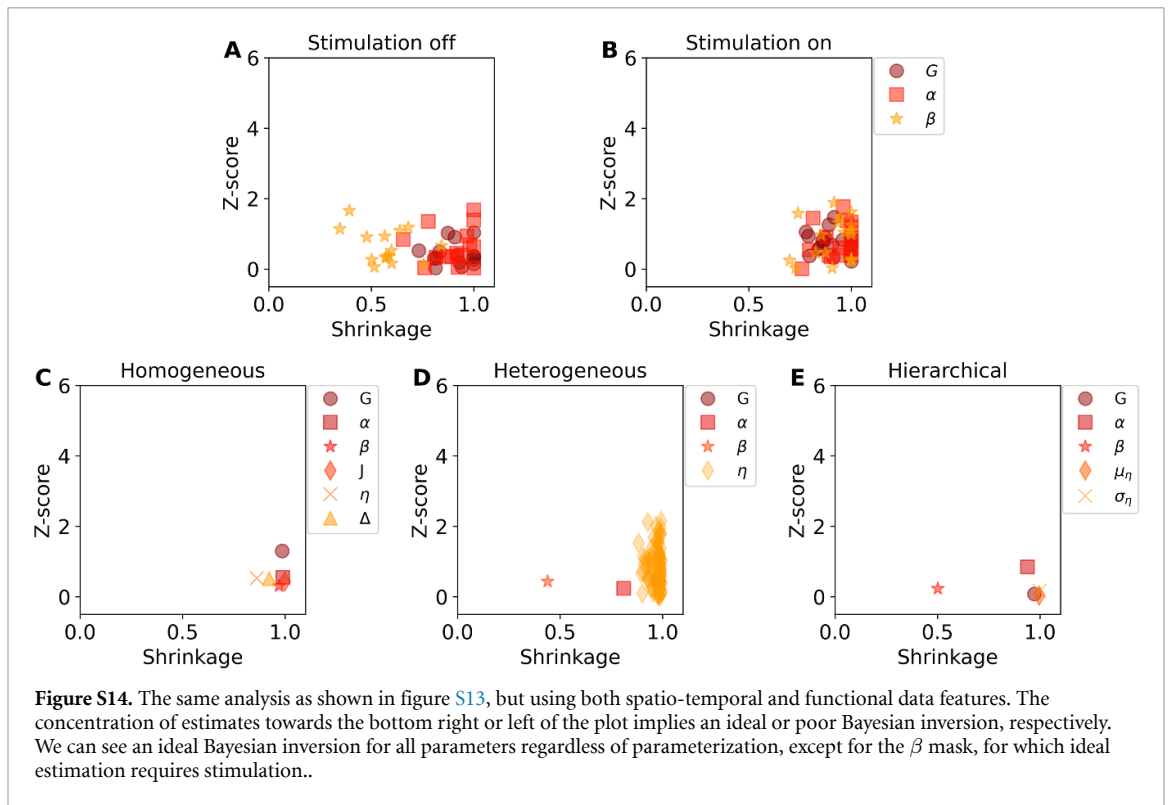 A Stimulation off
B Stimulation on
6
4
2
0
Z-score
0.0 0.5 1.0
Shrinkage
6
4
2
0
Z-score
0.0 0.5 1.0
Shrinkage
G
α
β
C Homogeneous
D Heterogeneous
E Hierarchical
6
4
2
0
Z-score
0.0 0.5 1.0
Shrinkage
G
α
β
J
η
Δ
6
4
2
0
Z-score
0.0 0.5 1.0
Shrinkage
G
α
β
η
6
4
2
0
Z-score
0.0 0.5 1.0
Shrinkage
G
α
β
μη
ση
Figure S14. The same analysis as shown in figure S13, but using both spatio-temporal and functional data features. The
concentration of estimates towards the bottom right or left of the plot implies an ideal or poor Bayesian inversion, respectively.
We can see an ideal Bayesian inversion for all parameters regardless of parameterization, except for the β mask, for which ideal
estimation requires stimulation..